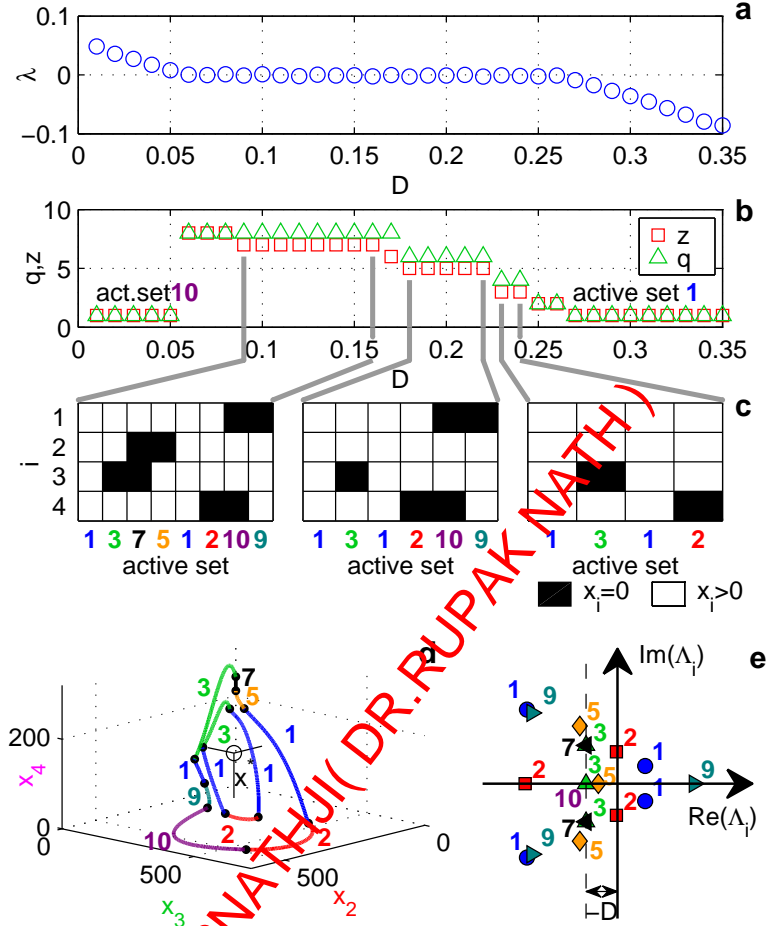 a
0.1
0
−0.1
λ
0 0.05 0.1 0.15 0.2 0.25 0.3 0.35
D
b
10
5
0
q,z
z
q
act.set10
active set 1
0 0.05 0.1 0.15 0.2 0.25 0.3 0.35
D
c
i
1
2
3
4
1 3 7 5 1 2 10 9
1 3 1 2 10 9
1 3 1 2
active set
active set
active set
x_i=0
x_i>0
d
7
3
5
3
1
x*
1
1
1
9
2
2
10
200
0
x_4
0
500
x_3
500
0
x_2
e
Im(Λ_i)
Re(Λ_i)
1
9
5
7
3
2
1
2
3
5
10
9
3
2
1
7
5
1
9
−D
NATHJI( DR.RUPAK NATH )